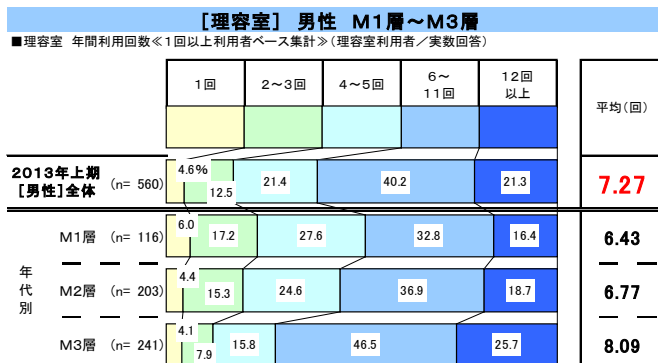 [理容室] 男性 M1層～M3層
■理容室 年間利用回数≪1回以上利用者ベース集計≫(理容室利用者／実数回答)
1回 2～3回 4～5回 6～11回 12回以上 平均(回)
2013年上期[男性]全体 (n= 560) 4.6% 12.5 21.4 40.2 21.3 7.27
年代別
M1層 (n= 116) 6.0 17.2 27.6 32.8 16.4 6.43
M2層 (n= 203) 4.4 15.3 24.6 36.9 18.7 6.77
M3層 (n= 241) 4.1 7.9 15.8 46.5 25.7 8.09